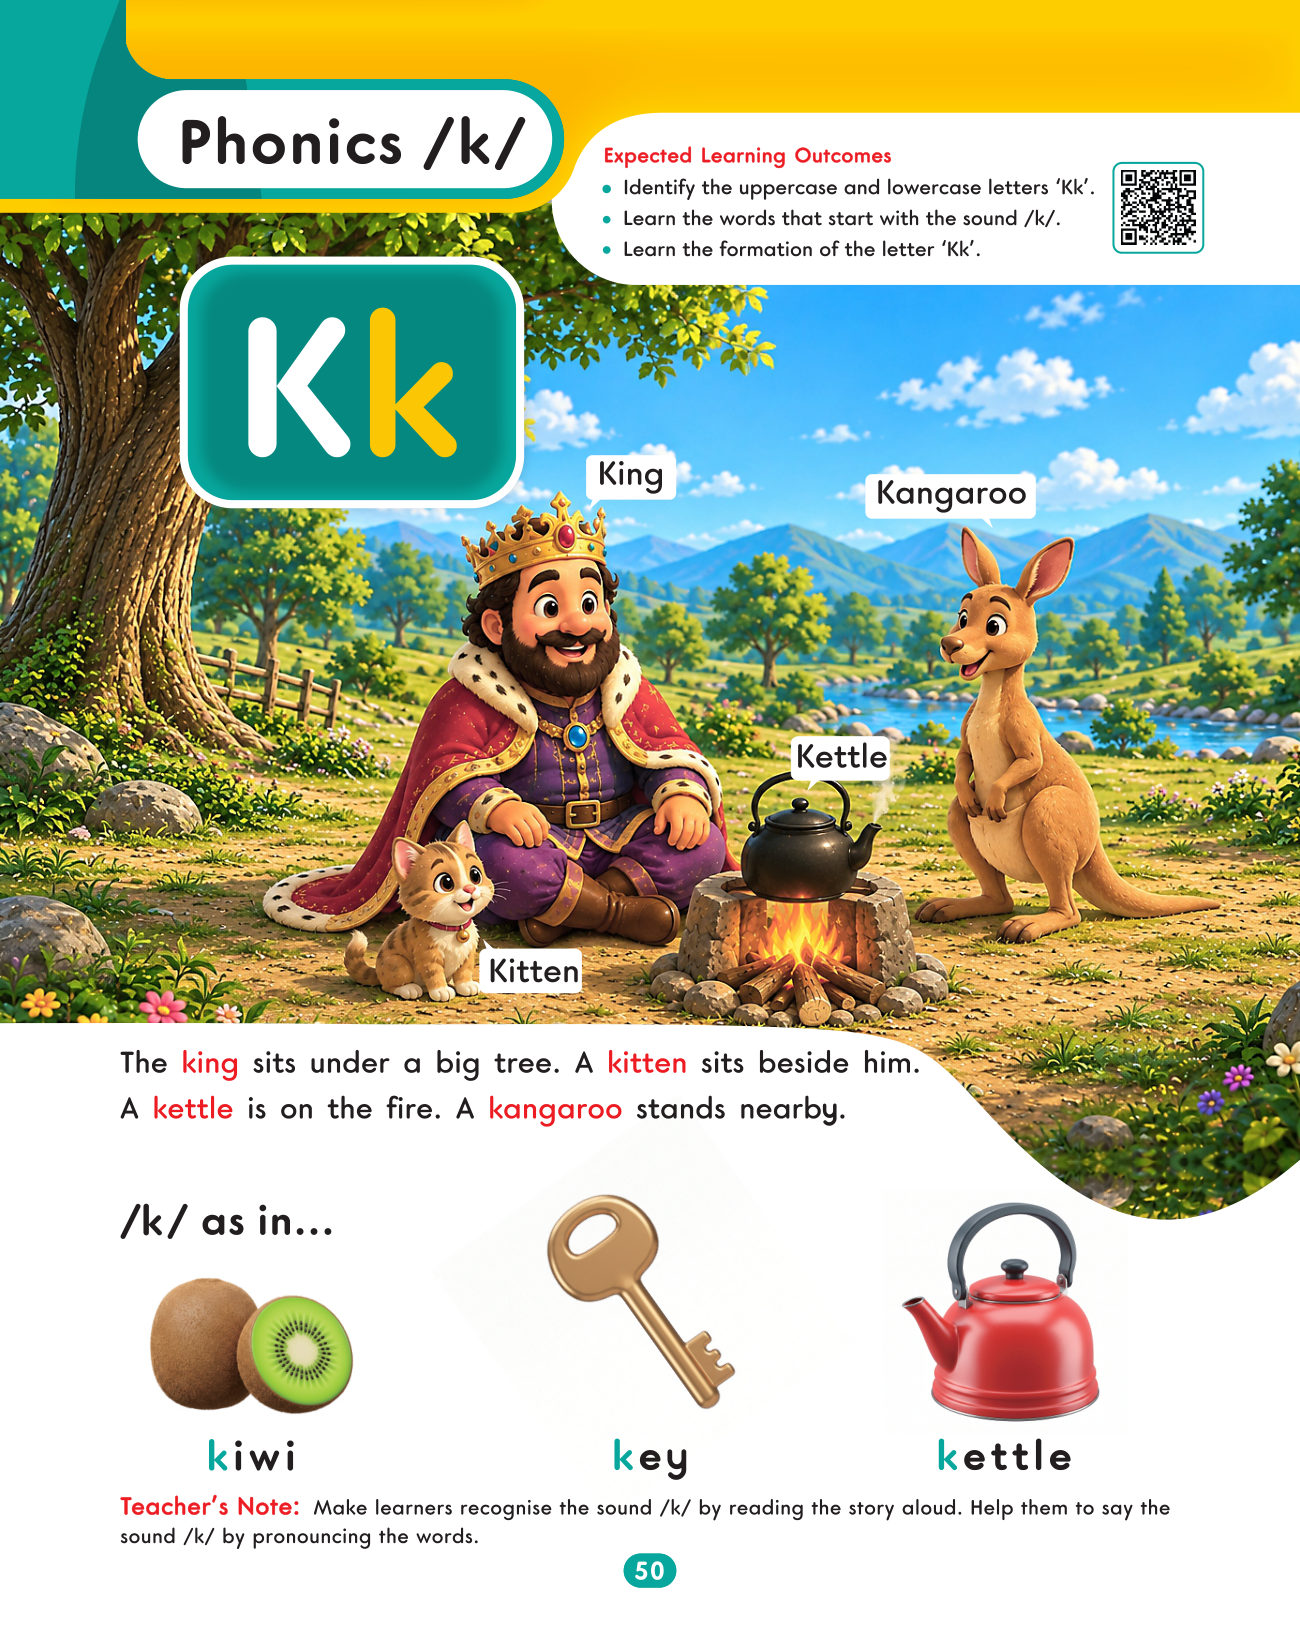 Phonics /k/
Expected Learning Outcomes
• Identify the uppercase and lowercase letters ‘Kk’.
• Learn the words that start with the sound /k/.
• Learn the formation of the letter ‘Kk’.
Kk
King
Kangaroo
Kettle
Kitten
The king sits under a big tree. A kitten sits beside him.
A kettle is on the fire. A kangaroo stands nearby.
/k/ as in...
kiwi
key
kettle
Teacher’s Note: Make learners recognise the sound /k/ by reading the story aloud. Help them to say the
sound /k/ by pronouncing the words.
50